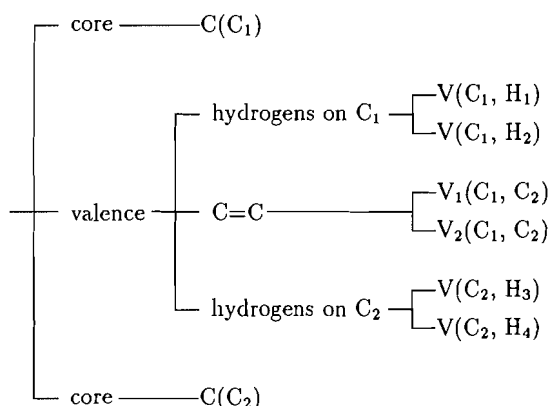 core C(C₁)
V(C₁, H₁)
hydrogens on C₁
V(C₁, H₂)
V₁(C₁, C₂)
valence C=C
V₂(C₁, C₂)
V(C₂, H₃)
hydrogens on C₂
V(C₂, H₄)
core C(C₂)